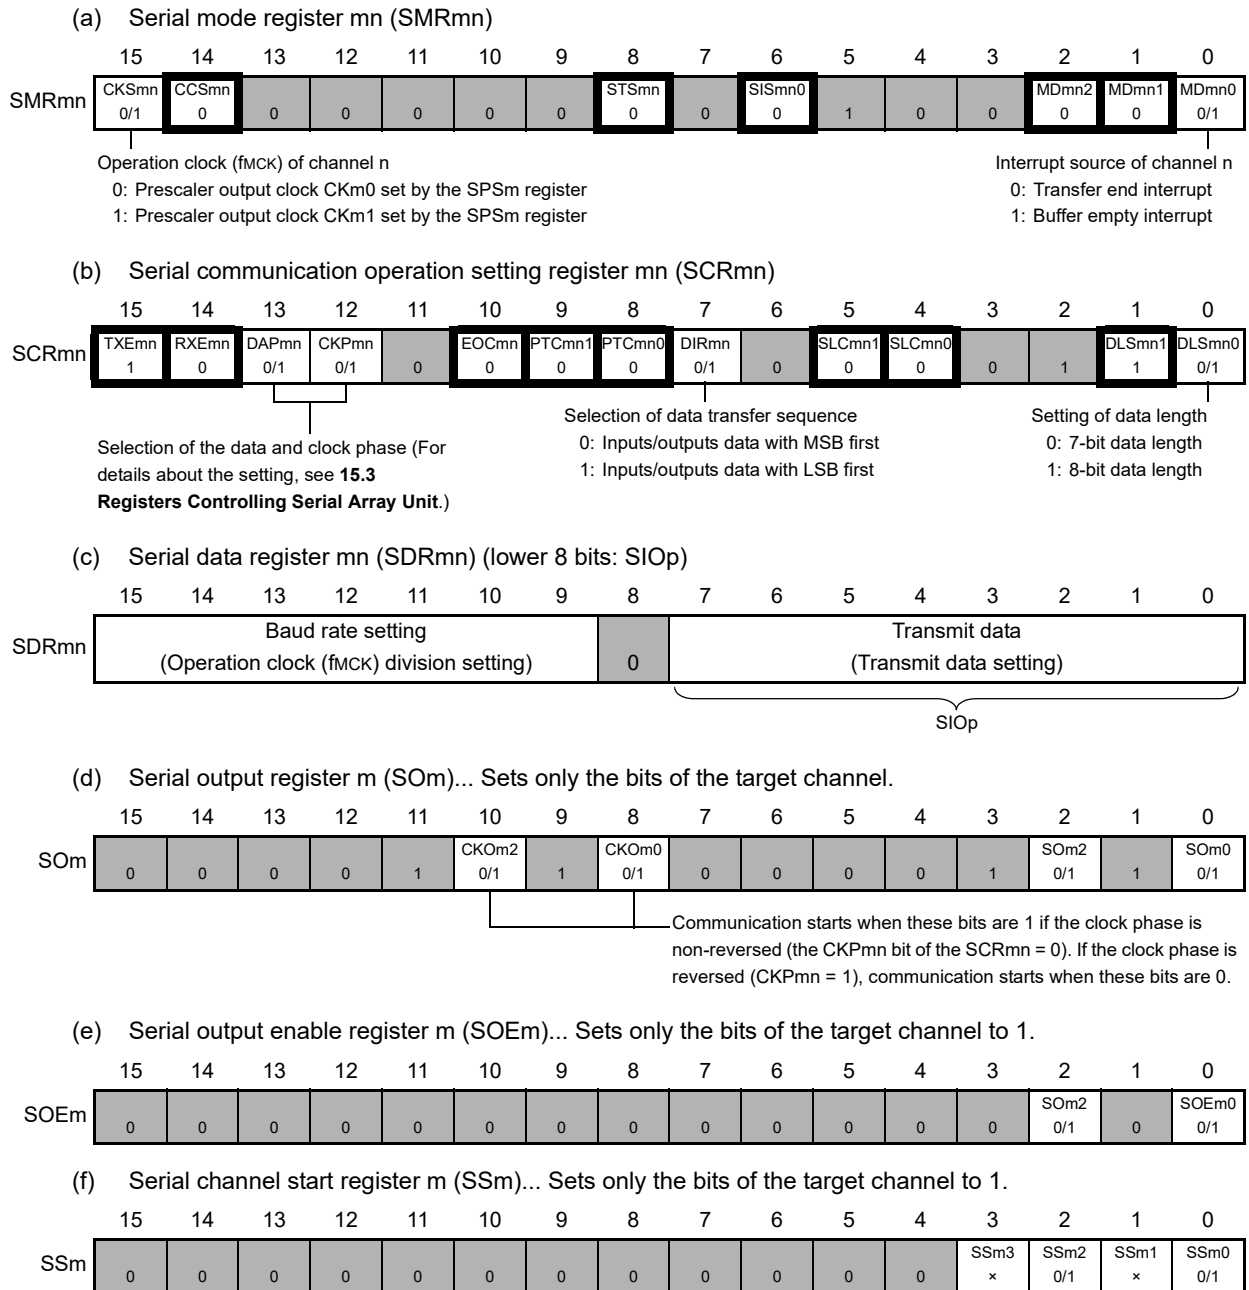 (a) Serial mode register mn (SMRmn)
15 14 13 12 11 10 9 8 7 6 5 4 3 2 1 0
SMRmn
CKSmn CCSmn STSmn SISmn0 MDmn2 MDmn1 MDmn0
0/1 0 0 0 0 0 0 0 0 0 1 0 0 0 0 0/1
Operation clock (fMCK) of channel n
0: Prescaler output clock CKm0 set by the SPSm register
1: Prescaler output clock CKm1 set by the SPSm register
Interrupt source of channel n
0: Transfer end interrupt
1: Buffer empty interrupt
(b) Serial communication operation setting register mn (SCRmn)
15 14 13 12 11 10 9 8 7 6 5 4 3 2 1 0
SCRmn
TXEmn RXEmn DAPmn CKPmn EOCmn PTCmn1 PTCmn0 DIRmn SLCmn1 SLCmn0 DLSmn1 DLSmn0
1 0 0/1 0/1 0 0 0 0 0/1 0 0 0 0 1 1 0/1
Selection of the data and clock phase (For
details about the setting, see 15.3
Registers Controlling Serial Array Unit.)
Selection of data transfer sequence
0: Inputs/outputs data with MSB first
1: Inputs/outputs data with LSB first
Setting of data length
0: 7-bit data length
1: 8-bit data length
(c) Serial data register mn (SDRmn) (lower 8 bits: SIOp)
15 14 13 12 11 10 9 8 7 6 5 4 3 2 1 0
SDRmn
Baud rate setting
(Operation clock (fMCK) division setting)
0
Transmit data
(Transmit data setting)
SIOp
(d) Serial output register m (SOm)... Sets only the bits of the target channel.
15 14 13 12 11 10 9 8 7 6 5 4 3 2 1 0
SOm
CKOm2 CKOm0 SOm2 SOm0
0 0 0 0 1 0/1 1 0/1 0 0 0 0 1 0/1 1 0/1
Communication starts when these bits are 1 if the clock phase is
non-reversed (the CKPmn bit of the SCRmn = 0). If the clock phase is
reversed (CKPmn = 1), communication starts when these bits are 0.
(e) Serial output enable register m (SOEm)... Sets only the bits of the target channel to 1.
15 14 13 12 11 10 9 8 7 6 5 4 3 2 1 0
SOEm
SOm2 SOEm0
0 0 0 0 0 0 0 0 0 0 0 0 0 0/1 0 0/1
(f) Serial channel start register m (SSm)... Sets only the bits of the target channel to 1.
15 14 13 12 11 10 9 8 7 6 5 4 3 2 1 0
SSm
SSm3 SSm2 SSm1 SSm0
0 0 0 0 0 0 0 0 0 0 0 0 × 0/1 × 0/1